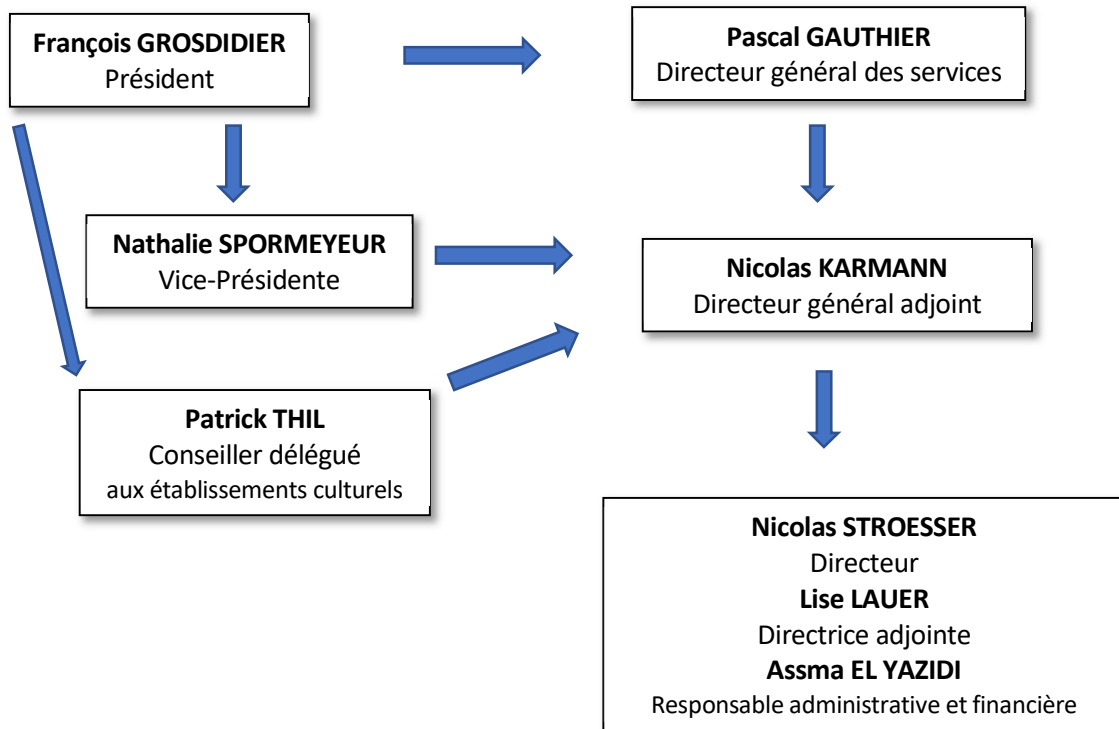 François GROSDIDIER
Président
Pascal GAUTHIER
Directeur général des services
Nathalie SPORMEYEUR
Vice-Présidente
Nicolas KARMANN
Directeur général adjoint
Patrick THIL
Conseiller délégué
aux établissements culturels
Nicolas STROESSER
Directeur
Lise LAUER
Directrice adjointe
Assma EL YAZIDI
Responsable administrative et financière